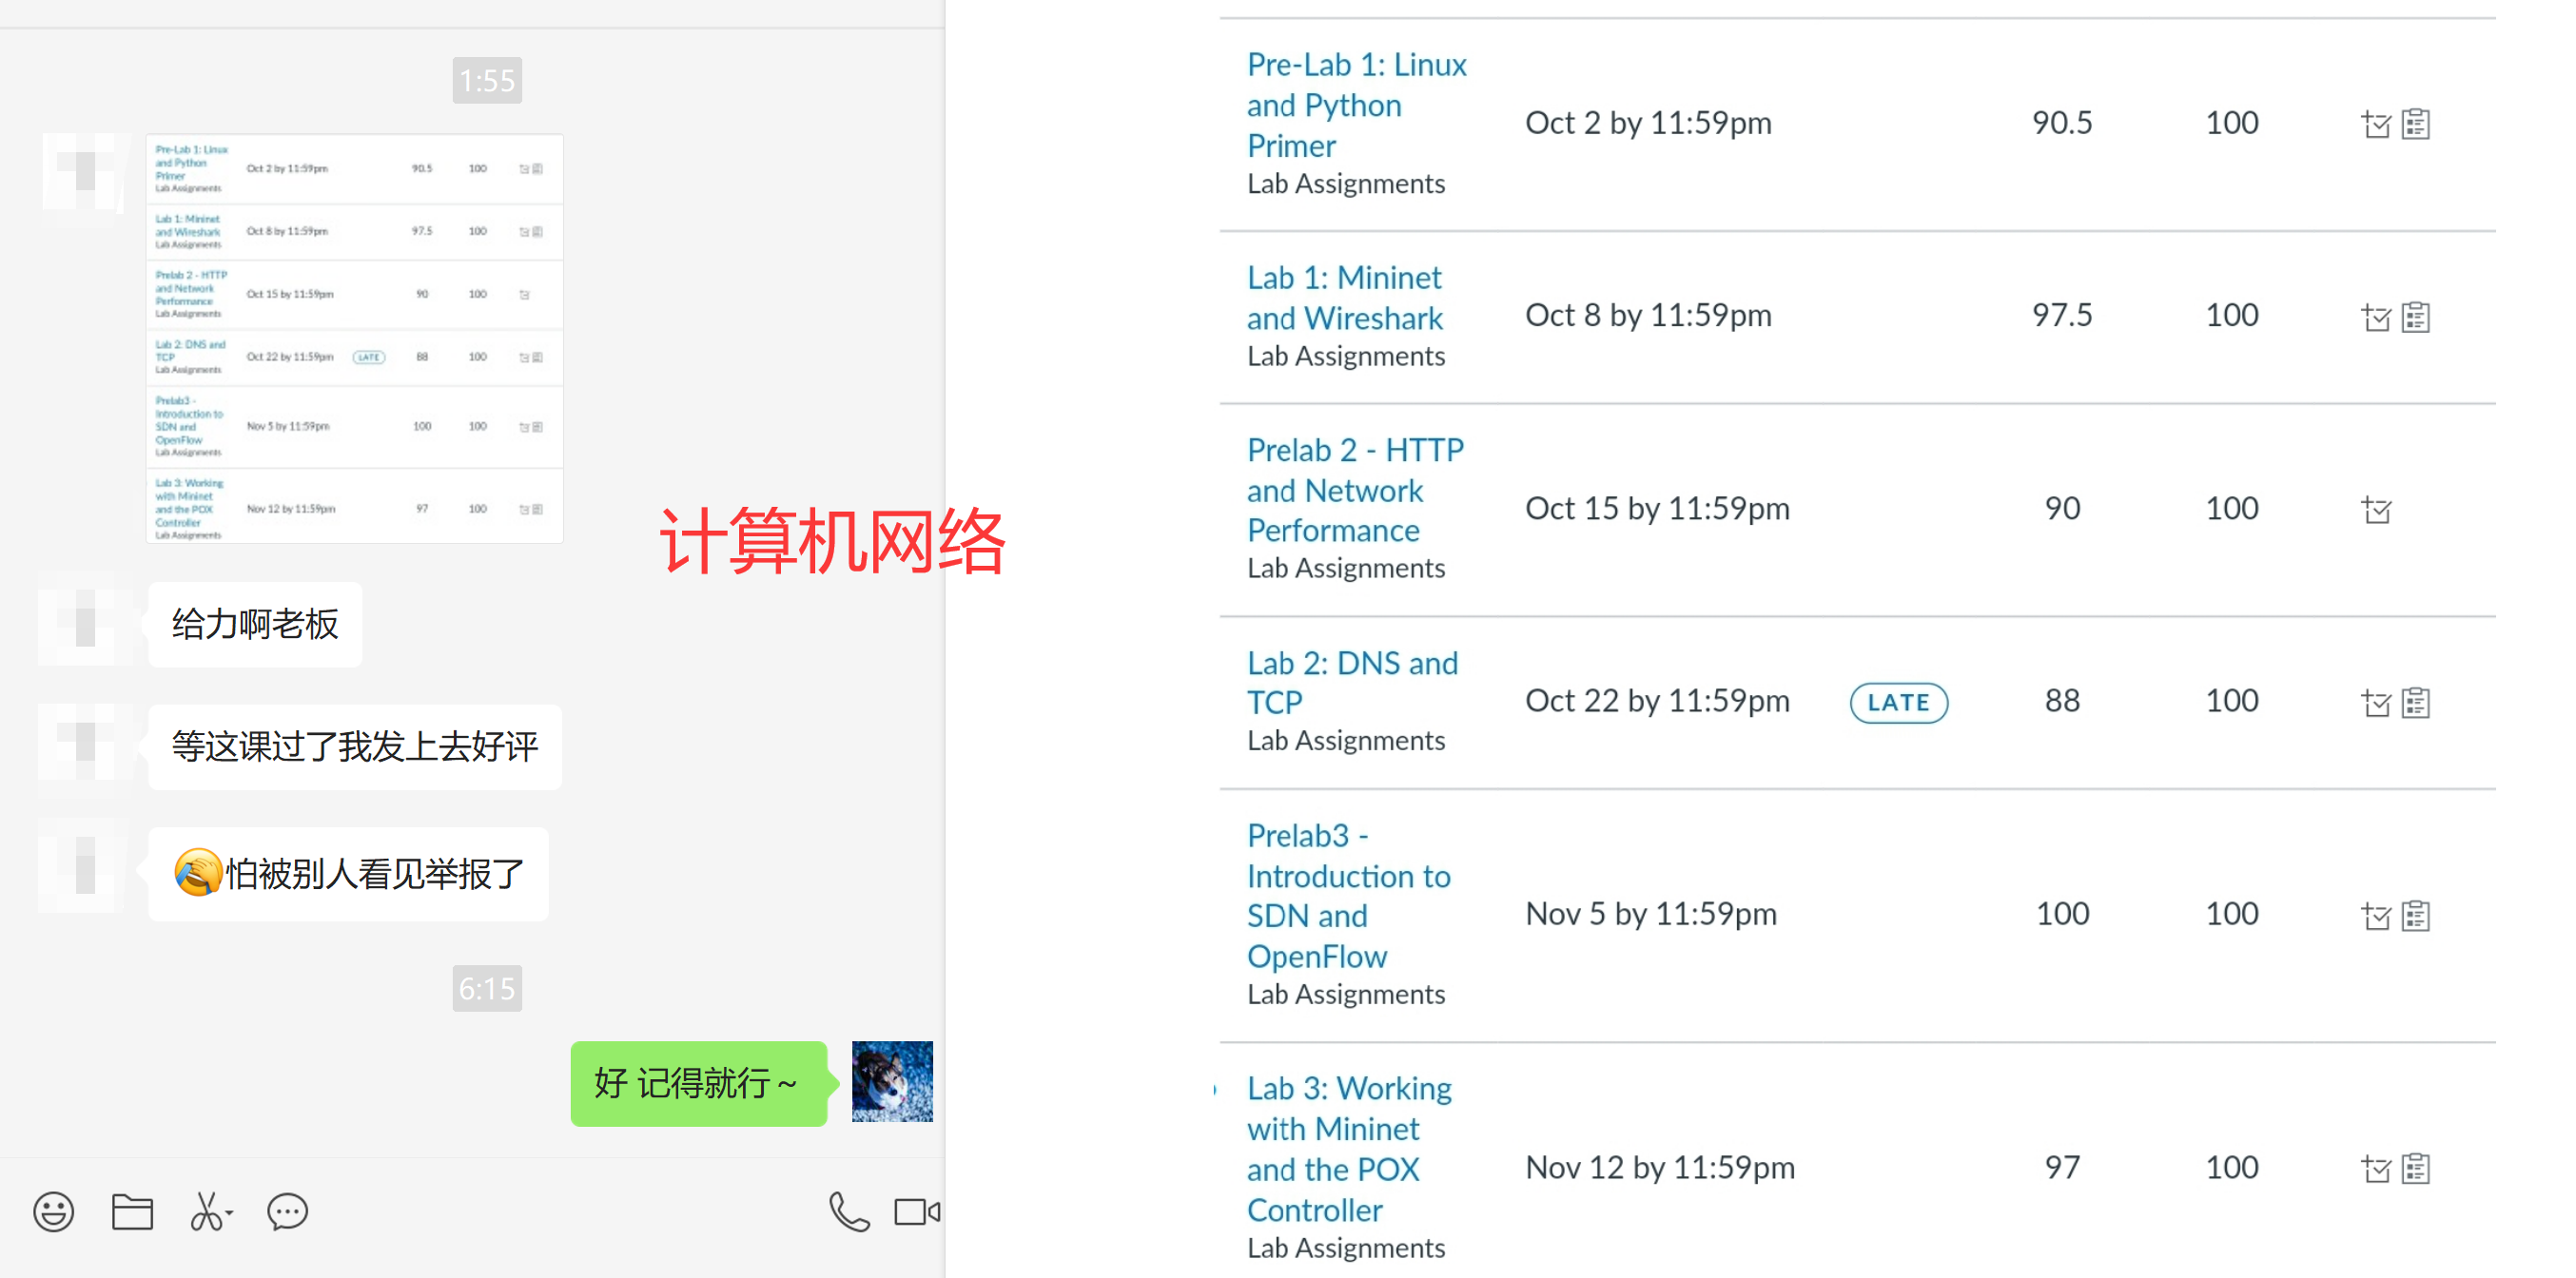 1:55
Pre-Lab 1: Linux
and Python
Primer
Lab Assignments
Oct 2 by 11:59pm
90.5
100
Lab 1: Mininet
and Wireshark
Lab Assignments
Oct 8 by 11:59pm
97.5
100
Prelab 2 - HTTP
and Network
Performance
Lab Assignments
Oct 15 by 11:59pm
90
100
Lab 2: DNS and
TCP
Lab Assignments
Oct 22 by 11:59pm
LATE
88
100
Prelab3 -
Introduction to
SDN and
OpenFlow
Lab Assignments
Nov 5 by 11:59pm
100
100
Lab 3: Working
with Mininet
and the POX
Controller
Lab Assignments
Nov 12 by 11:59pm
97
100
给力啊老板
等这课过了我发上去好评
怕被别人看见举报了
6:15
好 记得就行~
计算机网络
Pre-Lab 1: Linux
and Python
Primer
Lab Assignments
Oct 2 by 11:59pm
90.5
100
Lab 1: Mininet
and Wireshark
Lab Assignments
Oct 8 by 11:59pm
97.5
100
Prelab 2 - HTTP
and Network
Performance
Lab Assignments
Oct 15 by 11:59pm
90
100
Lab 2: DNS and
TCP
Lab Assignments
Oct 22 by 11:59pm
LATE
88
100
Prelab3 -
Introduction to
SDN and
OpenFlow
Lab Assignments
Nov 5 by 11:59pm
100
100
Lab 3: Working
with Mininet
and the POX
Controller
Lab Assignments
Nov 12 by 11:59pm
97
100